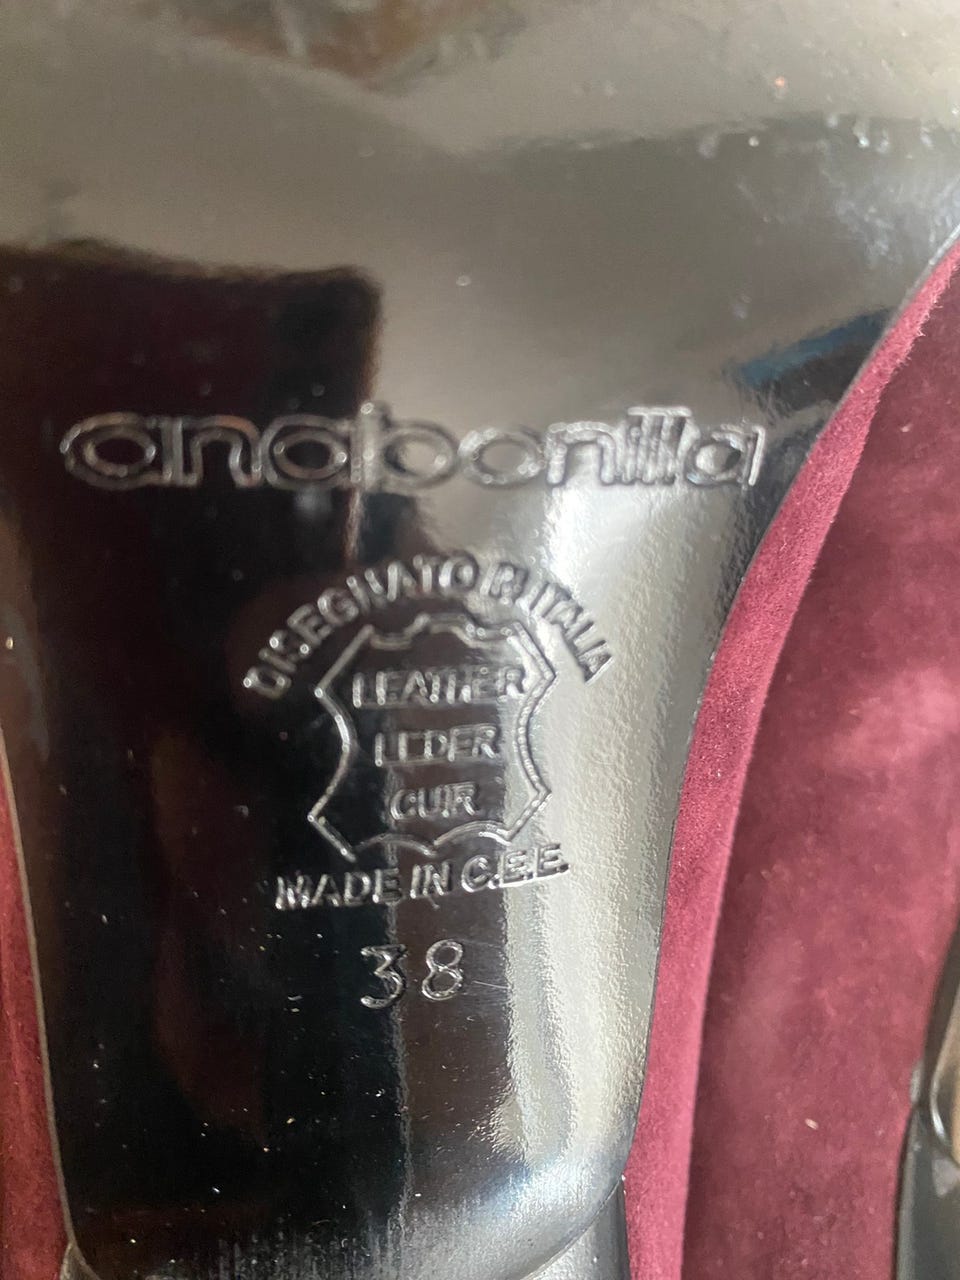 anabonilla
DISEGNATO IN ITALIA
LEATHER
LEDER
CUIR
MADE IN C.E.E
38